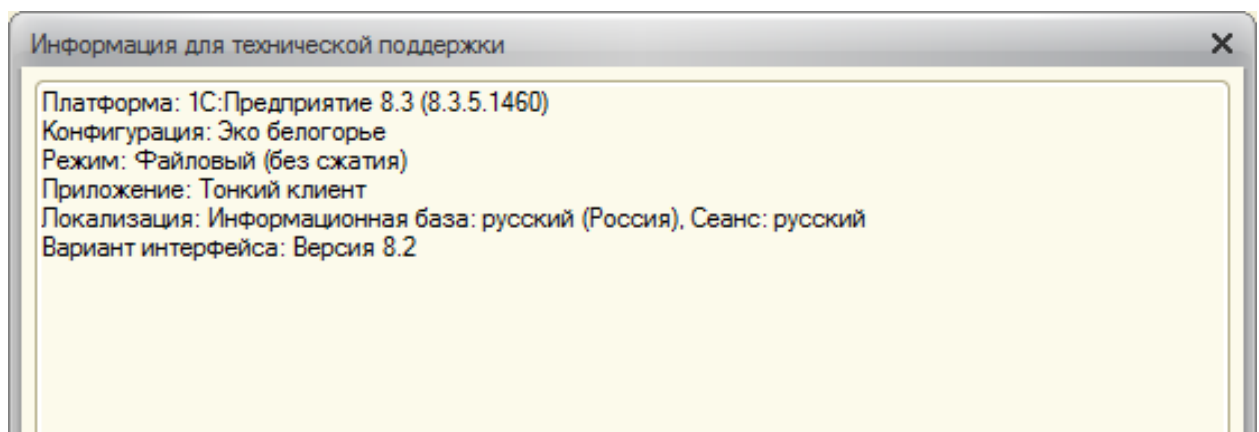 Информация для технической поддержки
Платформа: 1С:Предприятие 8.3 (8.3.5.1460)
Конфигурация: Эко белогорье
Режим: Файловый (без сжатия)
Приложение: Тонкий клиент
Локализация: Информационная база: русский (Россия), Сеанс: русский
Вариант интерфейса: Версия 8.2